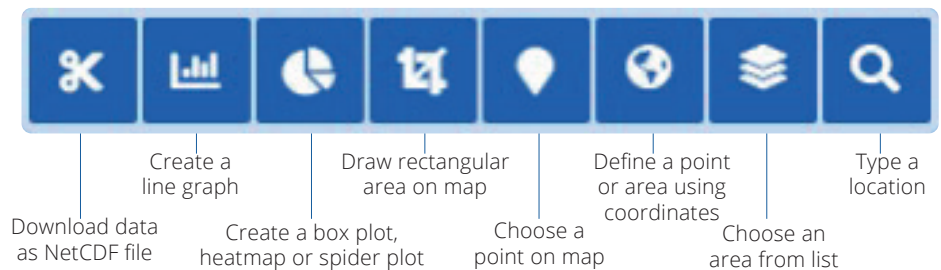 Download data
as NetCDF file
Create a
line graph
Create a box plot,
heatmap or spider plot
Draw rectangular
area on map
Choose a
point on map
Define a point
or area using
coordinates
Choose an
area from list
Type a
location